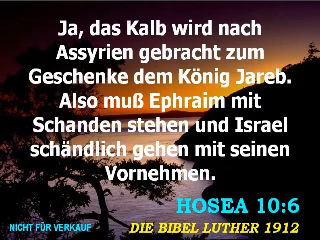 Ja, das Kalb wird nach
Assyrien gebracht zum
Geschenke dem König Jareb.
Also muß Ephraim mit
Schanden stehen und Israel
schändlich gehen mit seinen
Vornehmen.
HOSEA 10:6
NICHT FÜR VERKAUF
DIE BIBEL LUTHER 1912